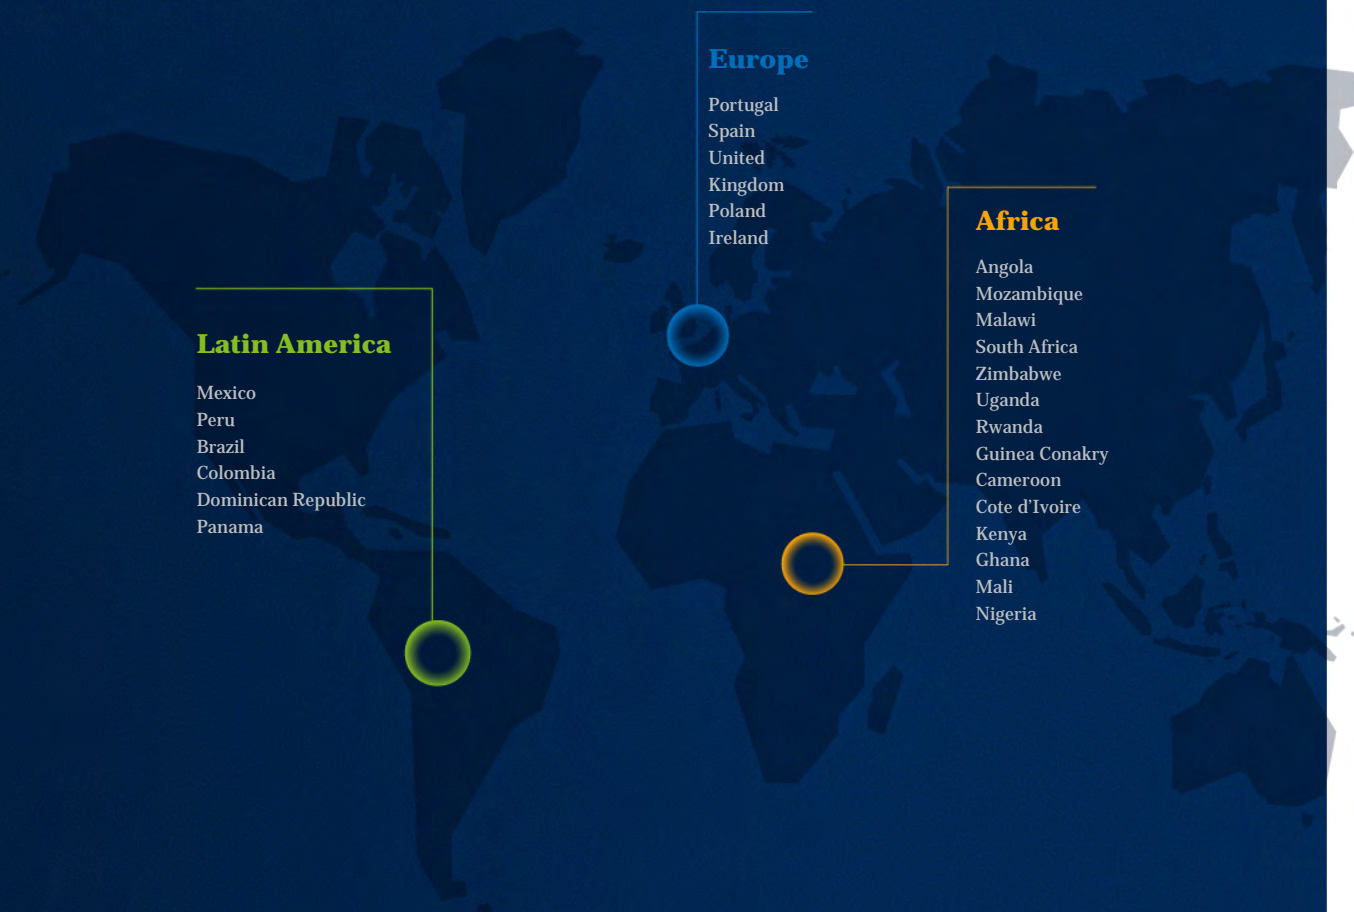 Europe
Portugal
Spain
United
Kingdom
Poland
Ireland
Africa
Angola
Mozambique
Malawi
South Africa
Zimbabwe
Uganda
Rwanda
Guinea Conakry
Cameroon
Cote d'Ivoire
Kenya
Ghana
Mali
Nigeria
Latin America
Mexico
Peru
Brazil
Colombia
Dominican Republic
Panama